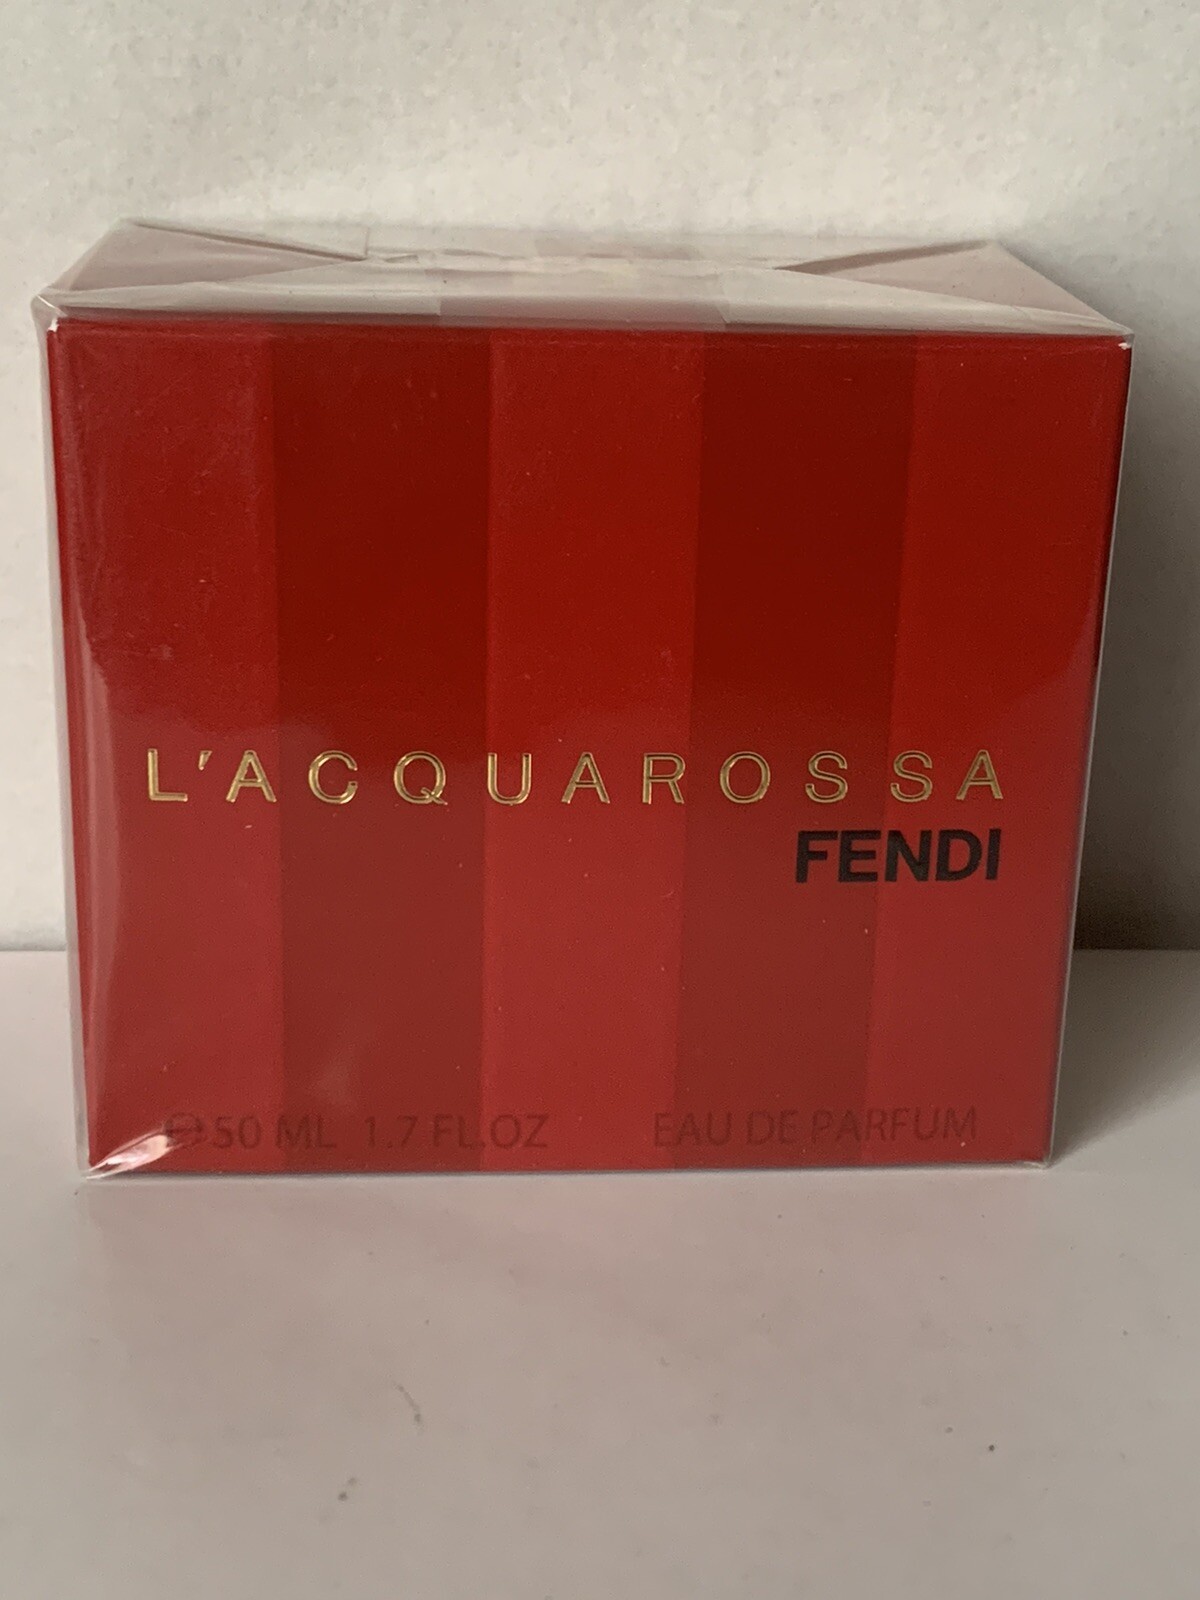 L'ACQUAROSSA
FENDI
℮ 50 ML 1.7 FL.OZ EAU DE PARFUM